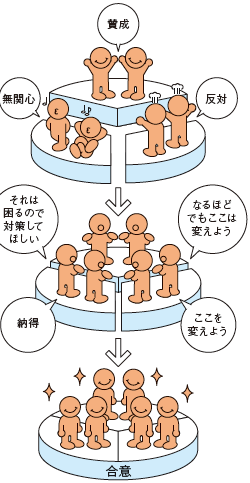 賛成
無関心
反対
それは
困るので
対策して
ほしい
なるほど
でもここは
変えよう
納得
ここを
変えよう
合意